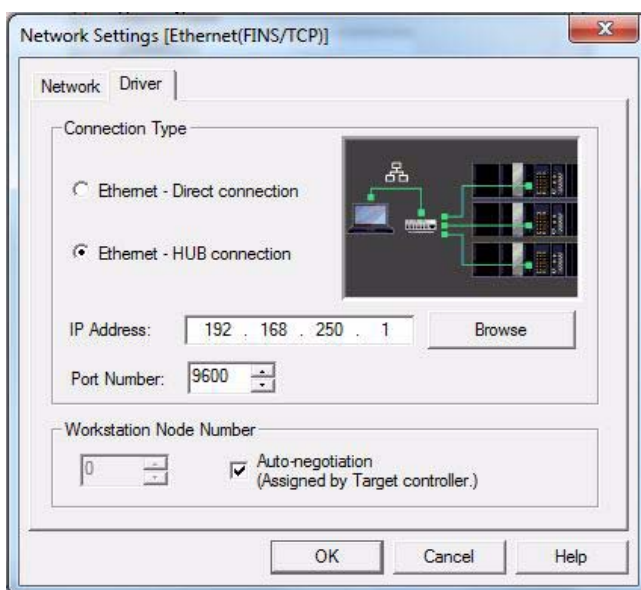 Network Settings [Ethernet(FINS/TCP)]
Network Driver
Connection Type
Ethernet - Direct connection
Ethernet - HUB connection
IP Address: 192 . 168 . 250 . 1 Browse
Port Number: 9600
Workstation Node Number
0 Auto-negotiation
(Assigned by Target controller.)
OK Cancel Help